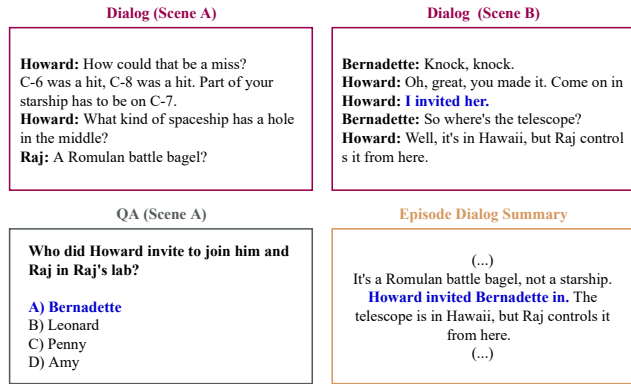 Dialog (Scene A)
Howard: How could that be a miss?
C-6 was a hit, C-8 was a hit. Part of your
starship has to be on C-7.
Howard: What kind of spaceship has a hole
in the middle?
Raj: A Romulan battle bagel?
Dialog (Scene B)
Bernadette: Knock, knock.
Howard: Oh, great, you made it. Come on in
Howard: I invited her.
Bernadette: So where's the telescope?
Howard: Well, it's in Hawaii, but Raj control
s it from here.
QA (Scene A)
Who did Howard invite to join him and
Raj in Raj's lab?
A) Bernadette
B) Leonard
C) Penny
D) Amy
Episode Dialog Summary
(...)
It's a Romulan battle bagel, not a starship.
Howard invited Bernadette in. The
telescope is in Hawaii, but Raj controls it
from here.
(...)